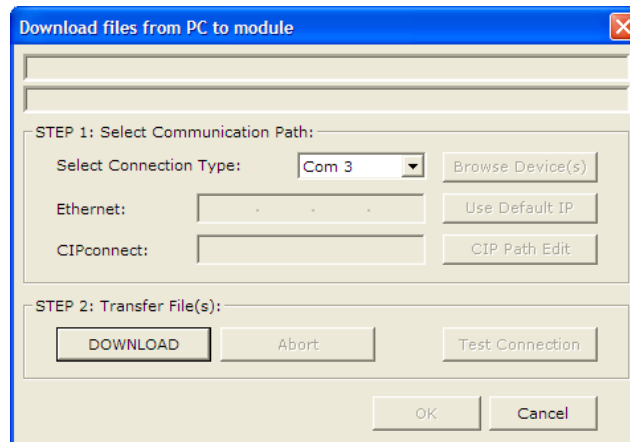 Download files from PC to module
STEP 1: Select Communication Path:
Select Connection Type: Com 3 Browse Device(s)
Ethernet: . . . Use Default IP
CIPconnect: CIP Path Edit
STEP 2: Transfer File(s):
DOWNLOAD Abort Test Connection
OK Cancel